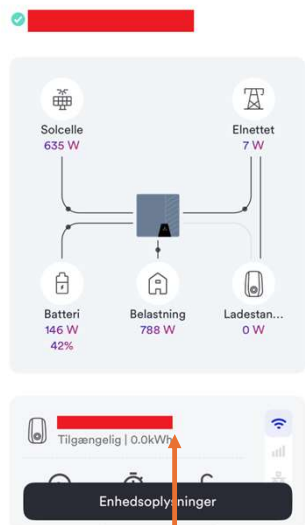 Solcelle
635 W
Elnettet
7 W
Batteri
146 W
42%
Belastning
788 W
Ladestan...
0 W
Tilgængelig | 0.0kWh
Enhedsoplysninger